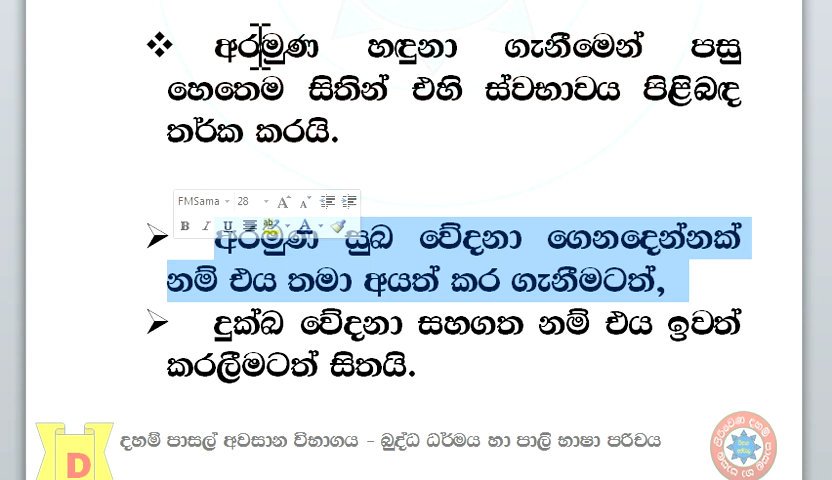 ❖ අරමුණ හඳුනා ගැනීමෙන් පසු
හෙතෙම සිතින් එහි ස්වභාවය පිළිබඳ
තර්ක කරයි.
FMSama 28
➢ අරමුණ සුඛ වේදනා ගෙනදෙන්නක්
නම් එය තමා අයත් කර ගැනීමටත්,
➢ දුක්ඛ වේදනා සහගත නම් එය ඉවත්
කරලීමටත් සිතයි.
D
දහම් පාසල් අවසාන විභාගය - බුද්ධ ධර්මය හා පාලි භාෂා පරිචය